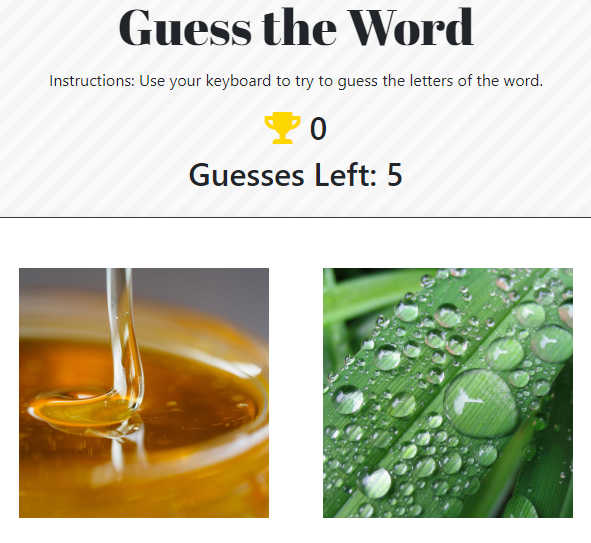 Guess the Word
Instructions: Use your keyboard to try to guess the letters of the word.
0
Guesses Left: 5